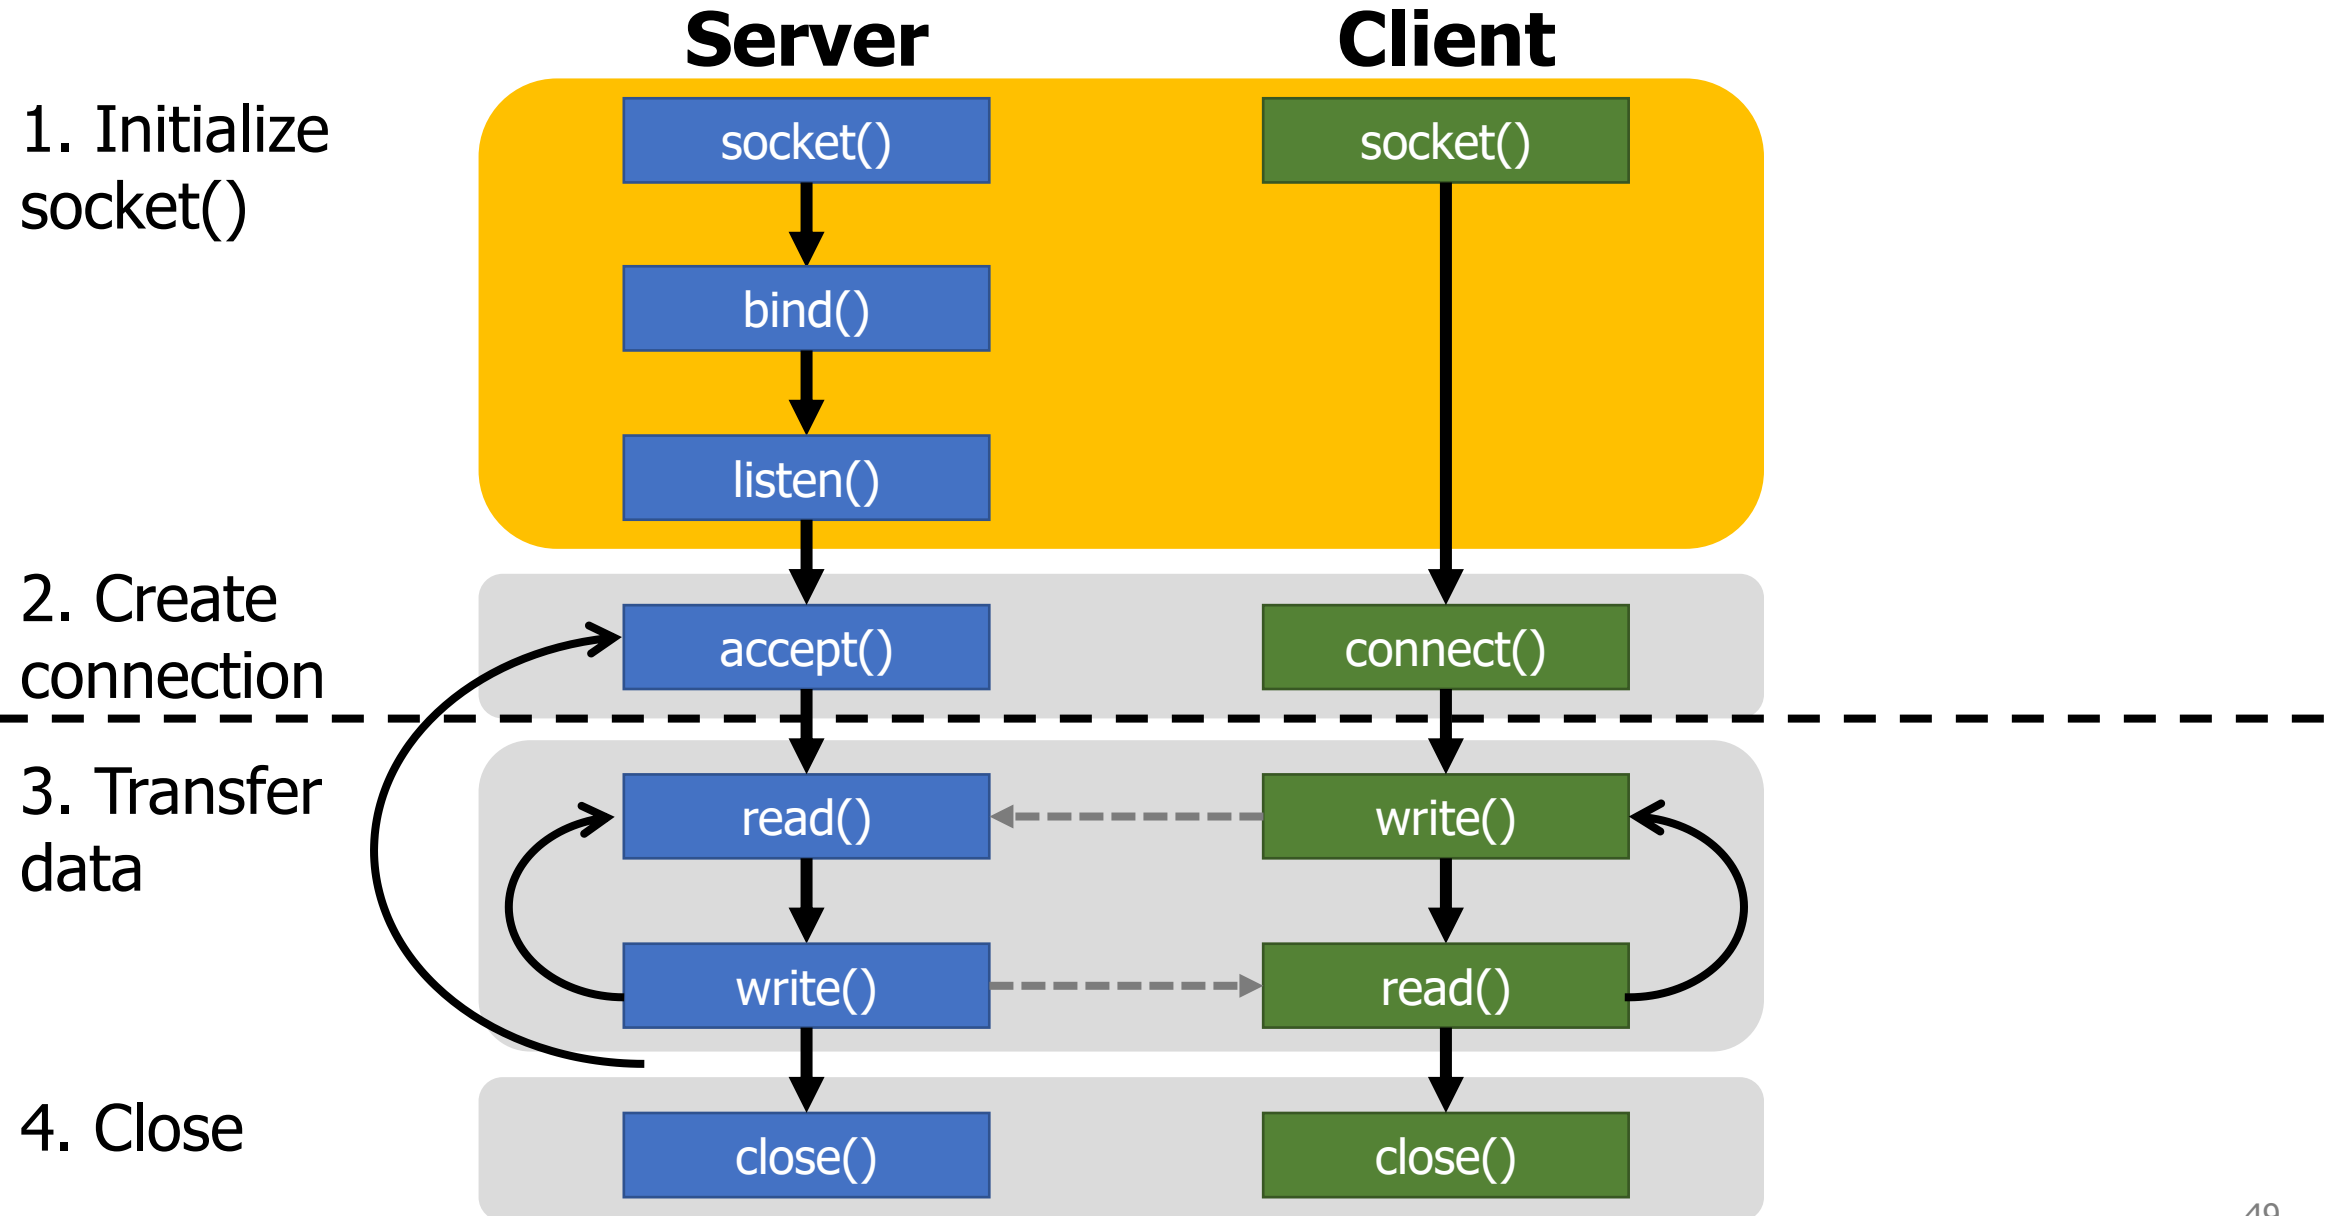 Server
Client
1. Initialize
socket()
socket()
socket()
bind()
listen()
2. Create
connection
accept()
connect()
3. Transfer
data
read()
write()
write()
read()
4. Close
close()
close()
49